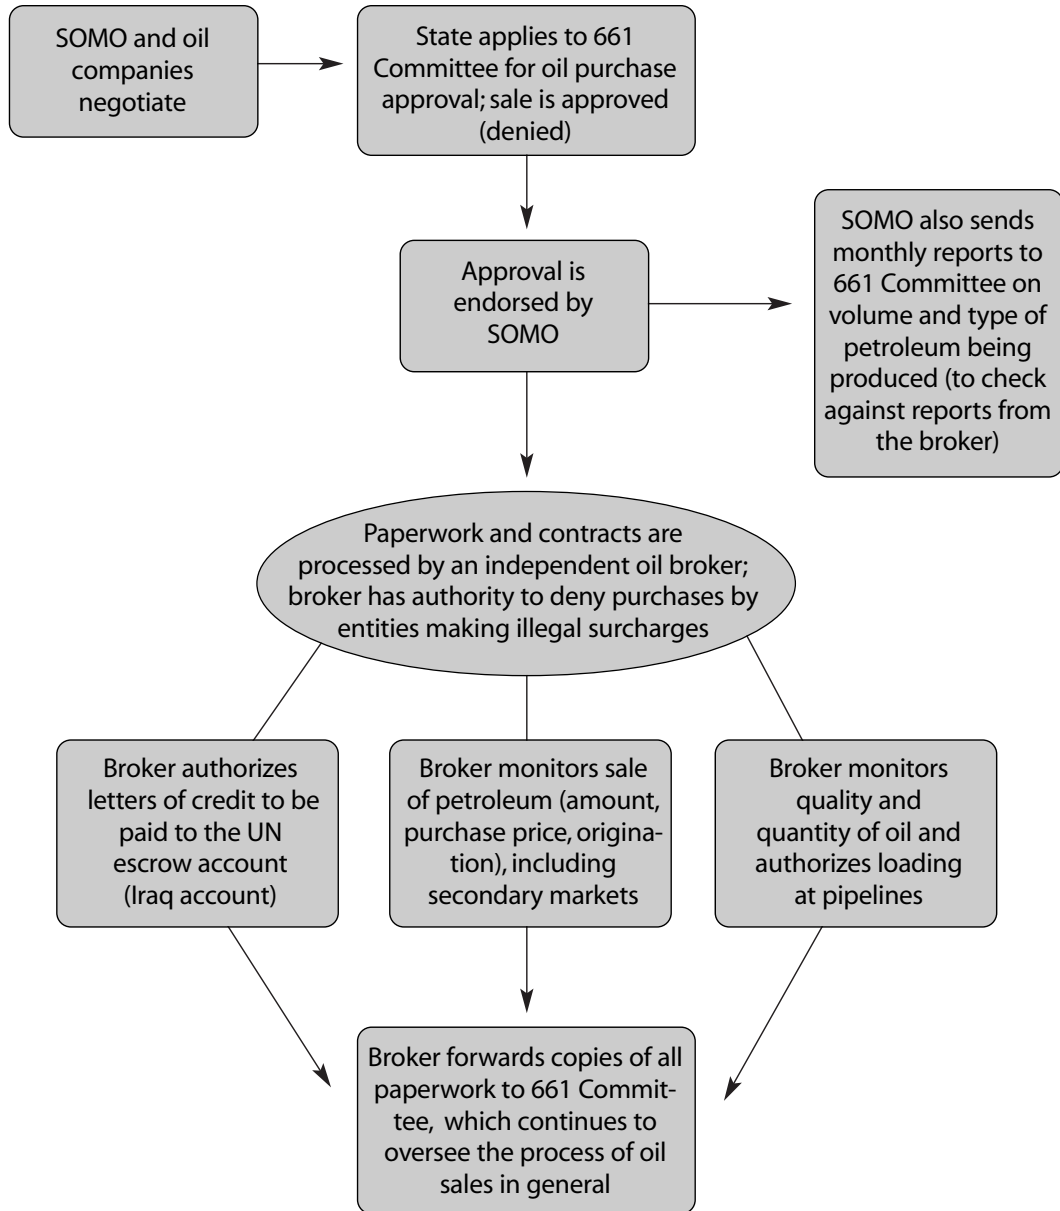 SOMO and oil
companies
negotiate
State applies to 661
Committee for oil purchase
approval; sale is approved
(denied)
Approval is
endorsed by
SOMO
SOMO also sends
monthly reports to
661 Committee on
volume and type of
petroleum being
produced (to check
against reports from
the broker)
Paperwork and contracts are
processed by an independent oil broker;
broker has authority to deny purchases by
entities making illegal surcharges
Broker authorizes
letters of credit to be
paid to the UN
escrow account
(Iraq account)
Broker monitors sale
of petroleum (amount,
purchase price, origina-
tion), including
secondary markets
Broker monitors
quality and
quantity of oil and
authorizes loading
at pipelines
Broker forwards copies of all
paperwork to 661 Commit-
tee, which continues to
oversee the process of oil
sales in general